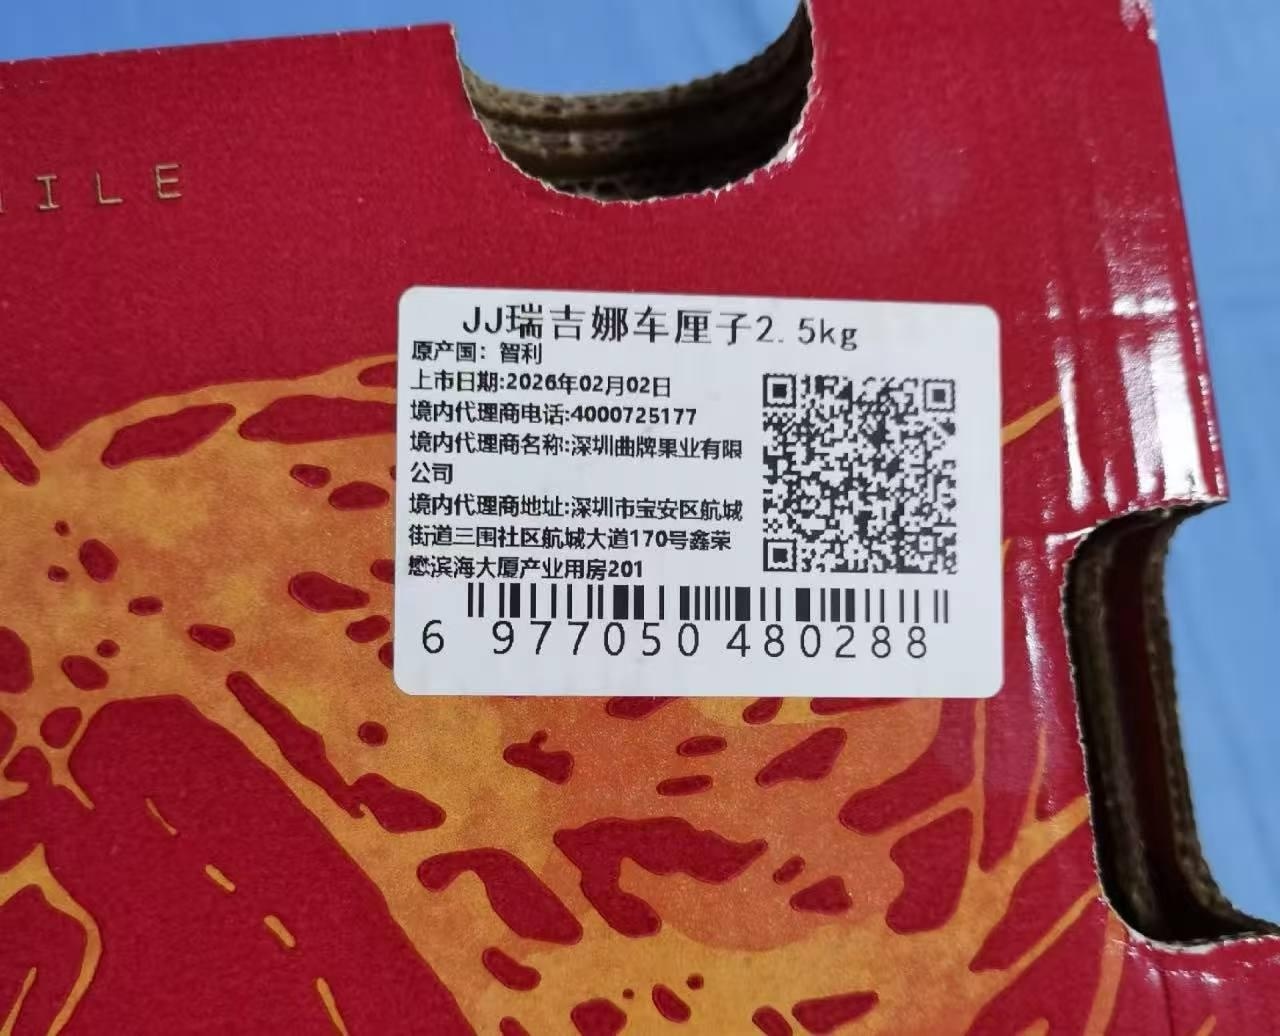 ILE
JJ瑞吉娜车厘子2.5kg
原产国：智利
上市日期:2026年02月02日
境内代理商电话:4000725177
境内代理商名称:深圳曲牌果业有限
公司
境内代理商地址:深圳市宝安区航城
街道三围社区航城大道170号鑫荣
懋滨海大厦产业用房201
6 977050 480288